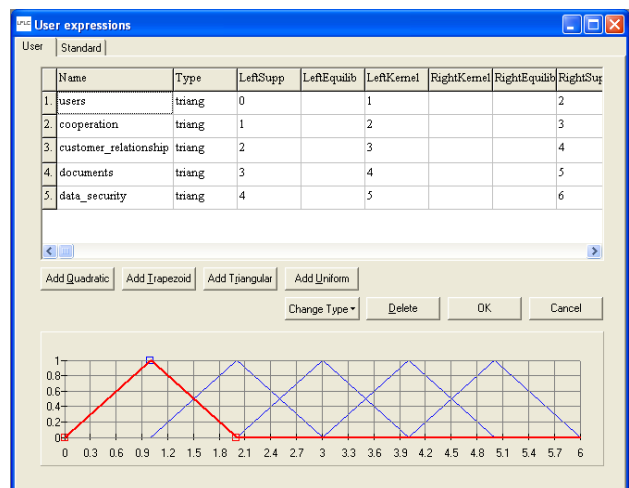 LFLC User expressions
User Standard
Name Type LeftSupp LeftEquilib LeftKernel RightKernel RightEquilib RightSup
1. users triang 0 1 2
2. cooperation triang 1 2 3
3. customer_relationship triang 2 3 4
4. documents triang 3 4 5
5. data_security triang 4 5 6
Add Quadratic Add Trapezoid Add Triangular Add Uniform
Change Type Delete OK Cancel
1
0.8
0.6
0.4
0.2
0
0 0.3 0.6 0.9 1.2 1.5 1.8 2.1 2.4 2.7 3 3.3 3.6 3.9 4.2 4.5 4.8 5.1 5.4 5.7 6